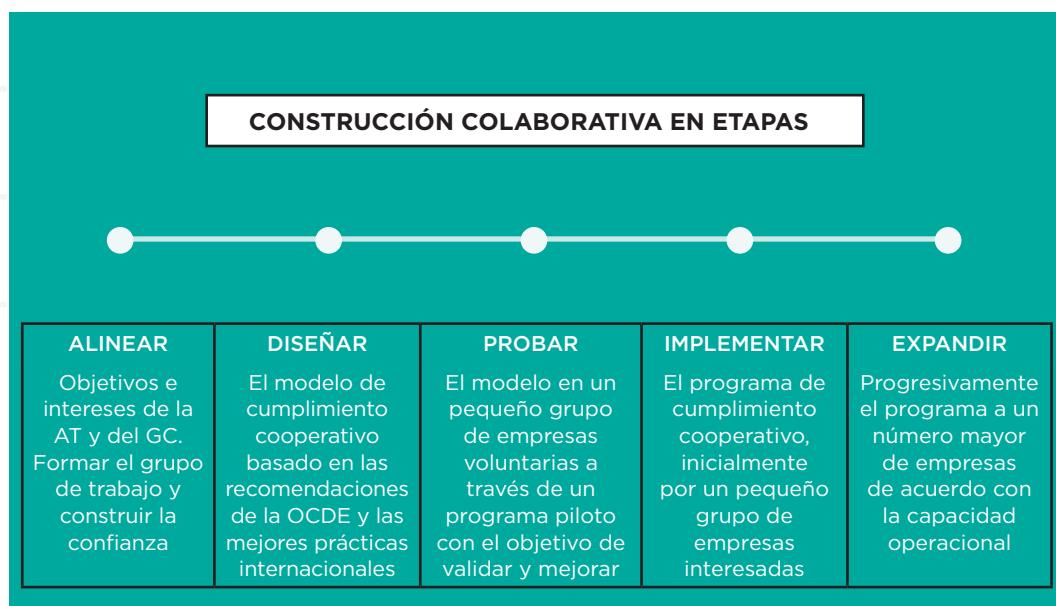 CONSTRUCCIÓN COLABORATIVA EN ETAPAS
ALINEAR
Objetivos e
intereses de la
AT y del GC.
Formar el grupo
de trabajo y
construir la
confianza
DISEÑAR
El modelo de
cumplimiento
cooperativo
basado en las
recomendaciones
de la OCDE y las
mejores prácticas
internacionales
PROBAR
El modelo en un
pequeño grupo
de empresas
voluntarias a
través de un
programa piloto
con el objetivo de
validar y mejorar
IMPLEMENTAR
El programa de
cumplimiento
cooperativo,
inicialmente
por un pequeño
grupo de
empresas
interesadas
EXPANDIR
Progresivamente
el programa a un
número mayor
de empresas
de acuerdo con
la capacidad
operacional